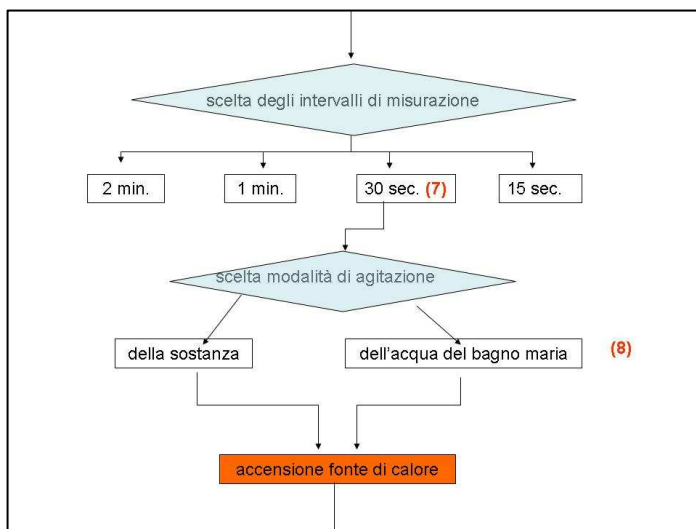 scelta degli intervalli di misurazione
2 min.
1 min.
30 sec. (7)
15 sec.
scelta modalità di agitazione
della sostanza
dell'acqua del bagno maria
(8)
accensione fonte di calore